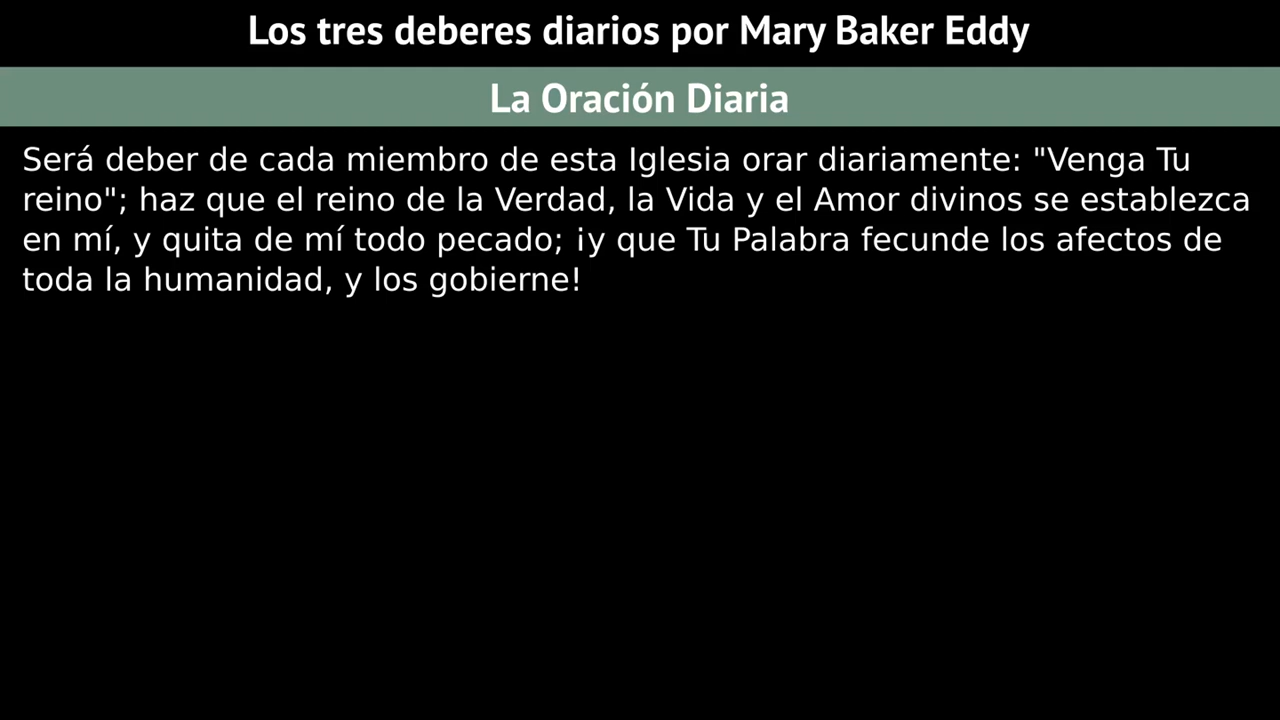 Los tres deberes diarios por Mary Baker Eddy
La Oración Diaria
Será deber de cada miembro de esta Iglesia orar diariamente: "Venga Tu
reino"; haz que el reino de la Verdad, la Vida y el Amor divinos se establezca
en mí, y quita de mí todo pecado; ¡y que Tu Palabra fecunde los afectos de
toda la humanidad, y los gobierne!